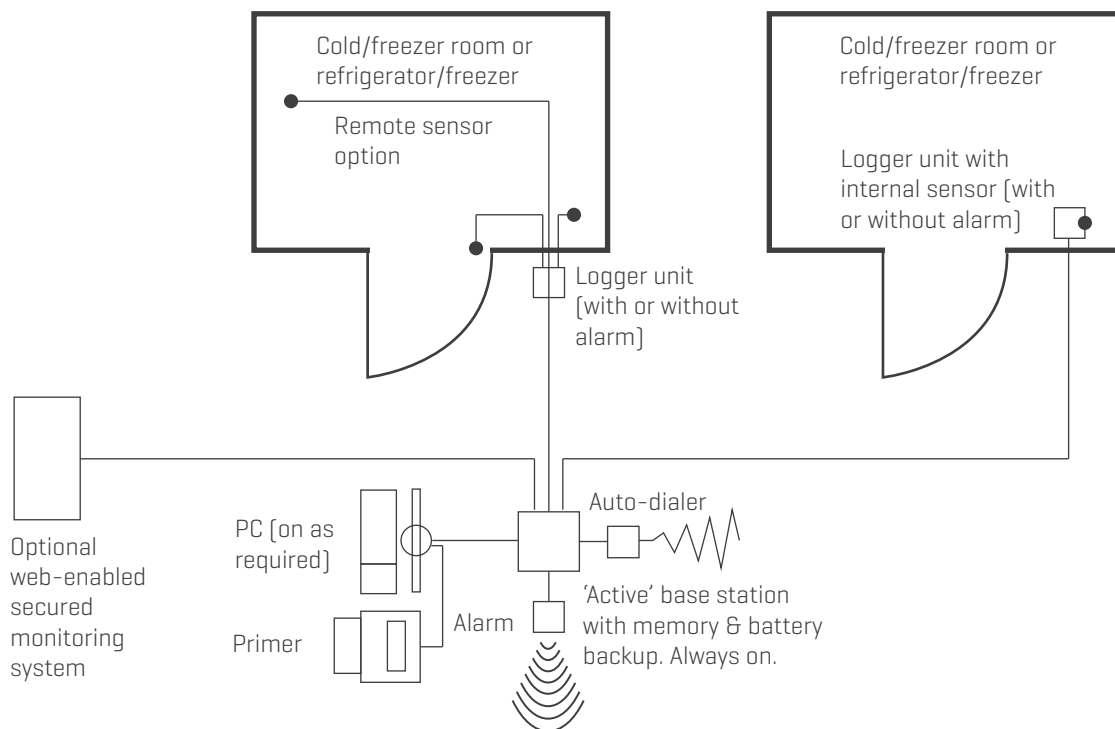 Cold/freezer room or
refrigerator/freezer
Remote sensor
option
Logger unit
(with or without
alarm)
Cold/freezer room or
refrigerator/freezer
Logger unit with
internal sensor (with
or without alarm)
Optional
web-enabled
secured
monitoring
system
PC (on as
required)
Primer
Alarm
Auto-dialer
‘Active’ base station
with memory & battery
backup. Always on.